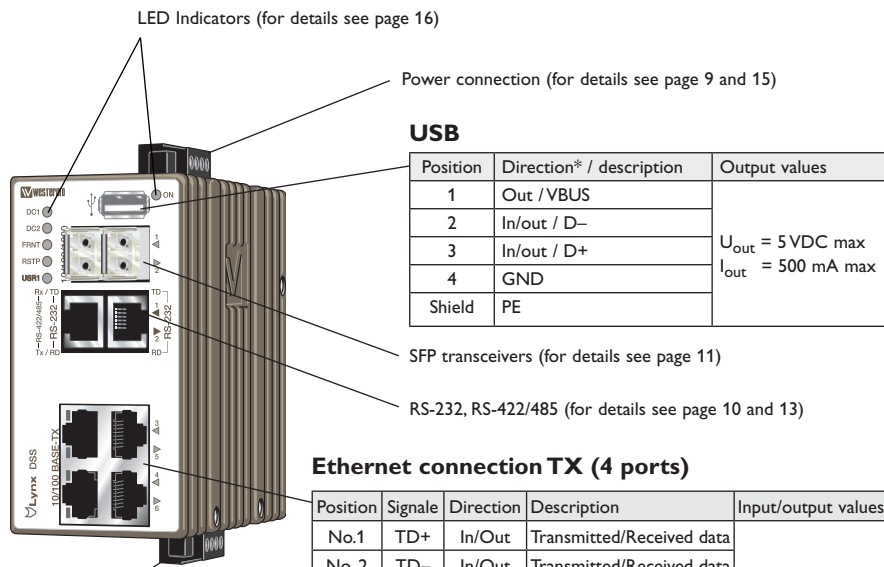 LED Indicators (for details see page 16)
Power connection (for details see page 9 and 15)
USB
Position Direction* / description Output values
1 Out / VBUS
2 In/out / D–
3 In/out / D+
4 GND
Shield PE
Uout = 5 VDC max
Iout = 500 mA max
SFP transceivers (for details see page 11)
RS-232, RS-422/485 (for details see page 10 and 13)
Ethernet connection TX (4 ports)
Position Signale Direction Description Input/output values
No.1 TD+ In/Out Transmitted/Received data
No. 2 TD– In/Out Transmitted/Received data
Westermo
ON
DC1
DC2
FRNT
RSTP
USR1
1
2
Rx / TD
TD
RS-422/485
RS-232
1
2
RS-232
Tx / RD
RD
3
5
4
6
10/100 BASE-TX
Lynx DSS